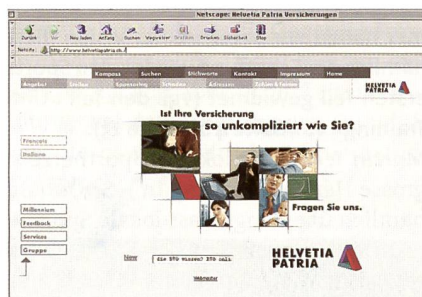 Netscape: Helvetia Patria Versicherungen
Zurück Vor Neu laden Anfang Suchen Wegweiser Grafiken Drucken Sicherheit Stop
http://www.helvetiapatria.ch/
Kompass Suchen Stichworte Kontakt Impressum Home
Angebot Stellen Sponsoring Schaden Adressen Zahlen & Fakten
HELVETIA
PATRIA
Ist Ihre Versicherung
so unkompliziert wie Sie?
Français
Italiano
Fragen Sie uns.
Millennium
Feedback
Services
Gruppe
New
HELVETIA
PATRIA
Webmaster